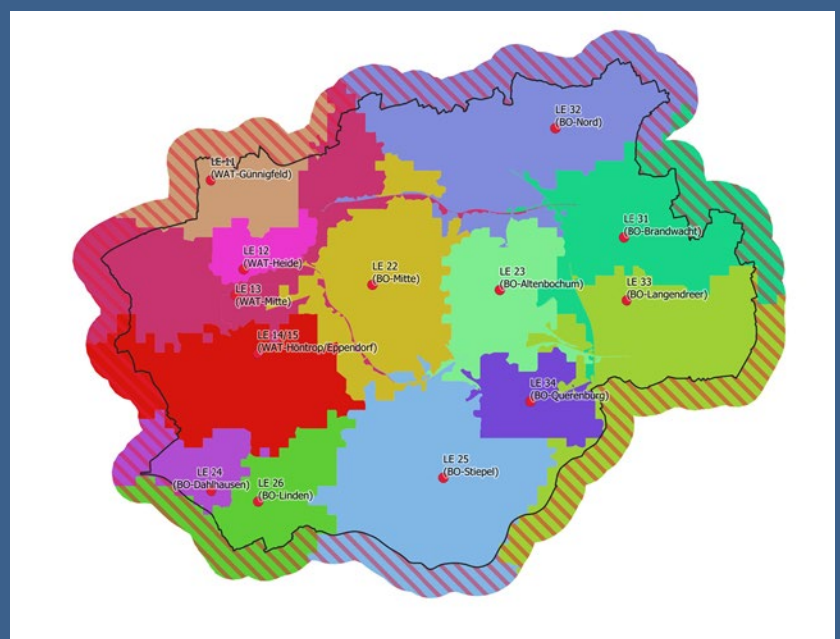 LE 32
(BO-Nord)
LE 11
(WAT-Günnigfeld)
LE 31
(BO-Brandwacht)
LE 12
(WAT-Heide)
LE 22
(BO-Mitte)
LE 23
(BO-Altenbochum)
LE 33
(BO-Langendreer)
LE 13
(WAT-Mitte)
LE 14/15
(WAT-Höntrop/Eppendorf)
LE 34
(BO-Querenburg)
LE 24
(BO-Dahlhausen)
LE 26
(BO-Linden)
LE 25
(BO-Stiepel)